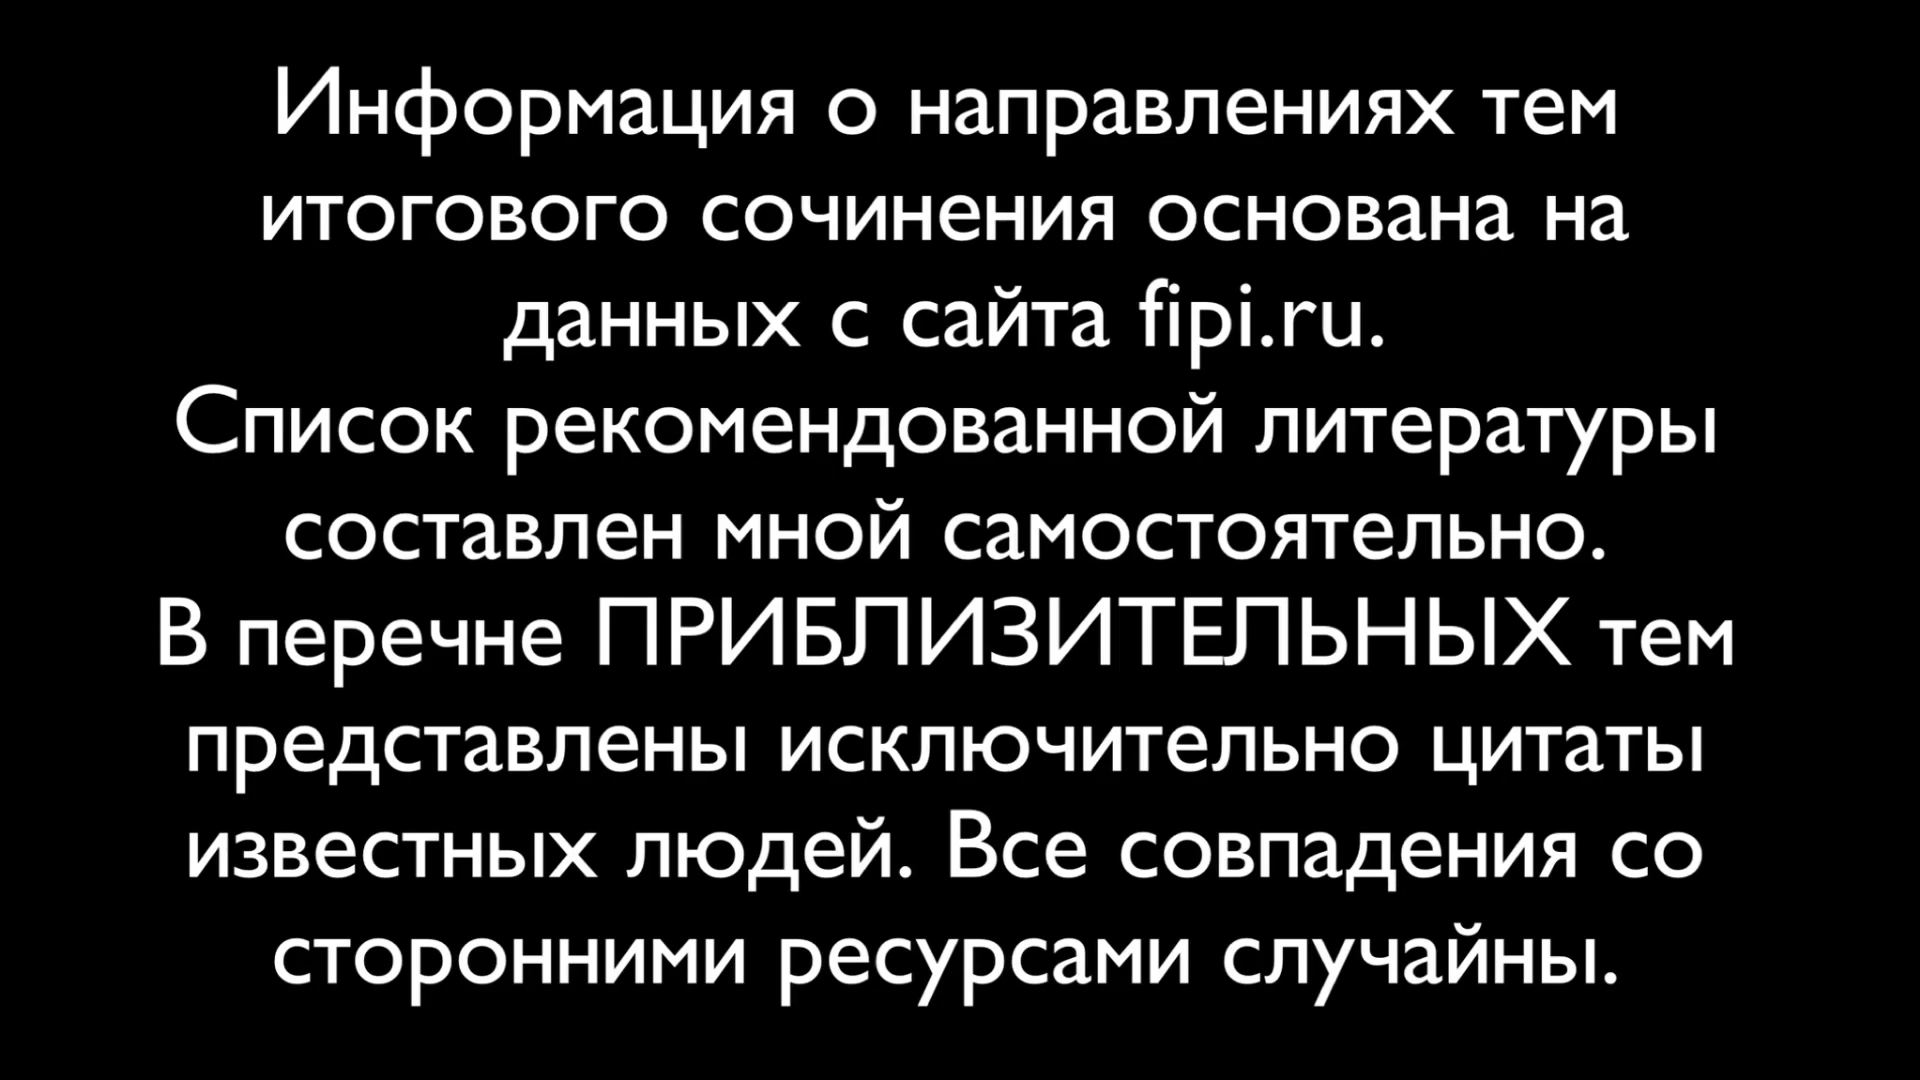 Информация о направлениях тем
итогового сочинения основана на
данных с сайта fipi.ru.
Список рекомендованной литературы
составлен мной самостоятельно.
В перечне ПРИБЛИЗИТЕЛЬНЫХ тем
представлены исключительно цитаты
известных людей. Все совпадения со
сторонними ресурсами случайны.